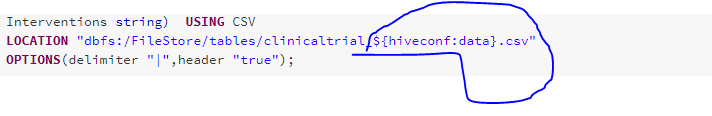 Interventions string)  USING CSV
LOCATION "dbfs:/FileStore/tables/clinicaltrial_${hiveconf:data}.csv"
OPTIONS(delimiter "|",header "true");